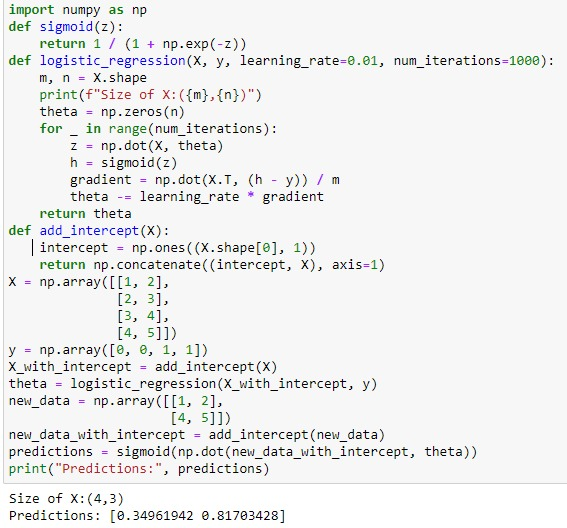 import numpy as np
def sigmoid(z):
    return 1 / (1 + np.exp(-z))
def logistic_regression(X, y, learning_rate=0.01, num_iterations=1000):
    m, n = X.shape
    print(f"Size of X:({m},{n})")
    theta = np.zeros(n)
    for _ in range(num_iterations):
        z = np.dot(X, theta)
        h = sigmoid(z)
        gradient = np.dot(X.T, (h - y)) / m
        theta -= learning_rate * gradient
    return theta
def add_intercept(X):
    intercept = np.ones((X.shape[0], 1))
    return np.concatenate((intercept, X), axis=1)
X = np.array([[1, 2],
              [2, 3],
              [3, 4],
              [4, 5]])
y = np.array([0, 0, 1, 1])
X_with_intercept = add_intercept(X)
theta = logistic_regression(X_with_intercept, y)
new_data = np.array([[1, 2],
                     [4, 5]])
new_data_with_intercept = add_intercept(new_data)
predictions = sigmoid(np.dot(new_data_with_intercept, theta))
print("Predictions:", predictions)
Size of X:(4,3)
Predictions: [0.34961942 0.81703428]